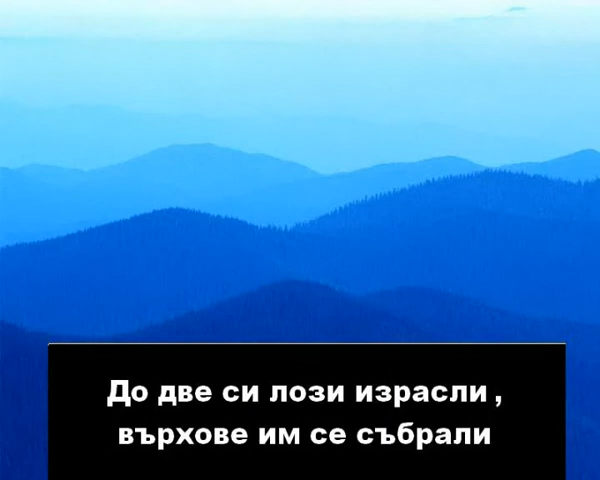 До две си лози израсли ,
върхове им се събрали